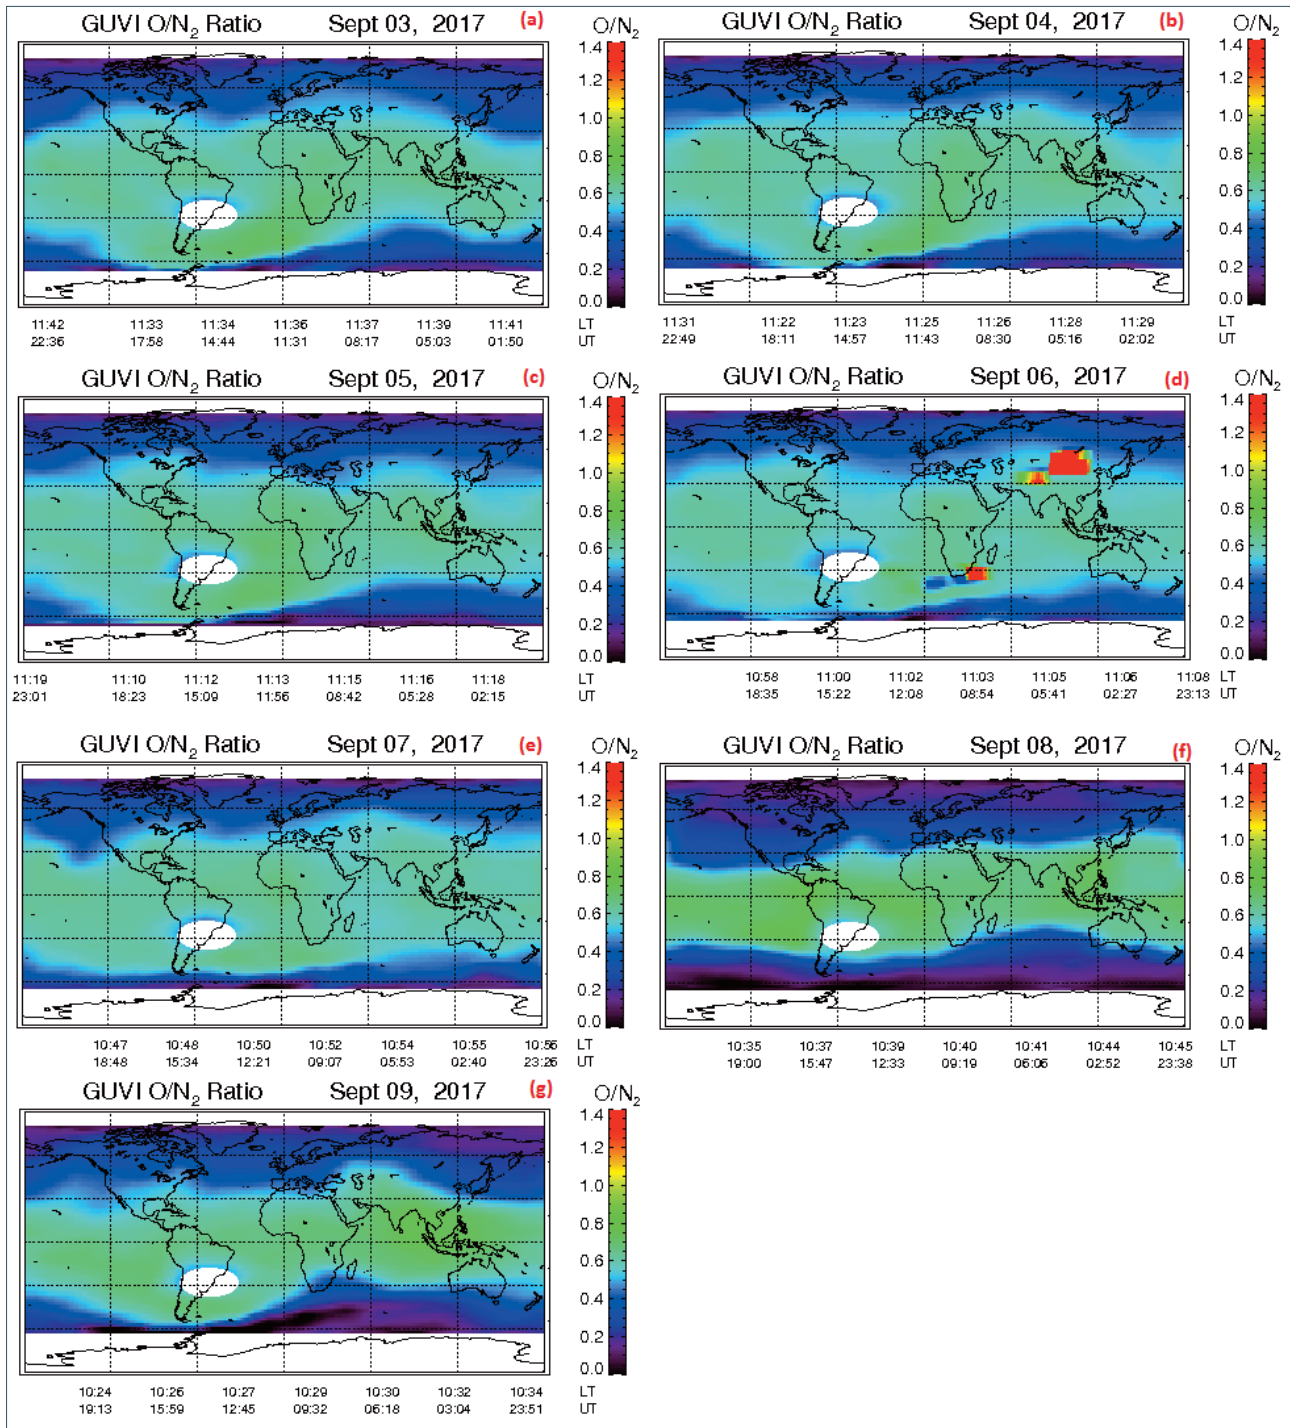 GUVI O/N2 Ratio Sept 03, 2017 (a) O/N2
1.4
1.2
1.0
0.8
0.6
0.4
0.2
0.0
11:42 11:33 11:34 11:36 11:37 11:39 11:41 LT
22:36 17:58 14:44 11:31 08:17 05:03 01:50 UT
GUVI O/N2 Ratio Sept 04, 2017 (b) O/N2
1.4
1.2
1.0
0.8
0.6
0.4
0.2
0.0
11:31 11:22 11:23 11:25 11:26 11:28 11:29 LT
22:49 18:11 14:57 11:43 08:30 05:16 02:02 UT
GUVI O/N2 Ratio Sept 05, 2017 (c) O/N2
1.4
1.2
1.0
0.8
0.6
0.4
0.2
0.0
11:19 11:10 11:12 11:13 11:15 11:16 11:18 LT
23:01 18:23 15:09 11:56 08:42 05:28 02:15 UT
GUVI O/N2 Ratio Sept 06, 2017 (d) O/N2
1.4
1.2
1.0
0.8
0.6
0.4
0.2
0.0
10:58 11:00 11:02 11:03 11:05 11:06 11:08 LT
18:35 15:22 12:08 08:54 05:41 02:27 23:13 UT
GUVI O/N2 Ratio Sept 07, 2017 (e) O/N2
1.4
1.2
1.0
0.8
0.6
0.4
0.2
0.0
10:47 10:48 10:50 10:52 10:54 10:55 10:56 LT
18:48 15:34 12:21 09:07 05:53 02:40 23:26 UT
GUVI O/N2 Ratio Sept 08, 2017 (f) O/N2
1.4
1.2
1.0
0.8
0.6
0.4
0.2
0.0
10:35 10:37 10:39 10:40 10:41 10:44 10:45 LT
19:00 15:47 12:33 09:19 06:06 02:52 23:38 UT
GUVI O/N2 Ratio Sept 09, 2017 (g) O/N2
1.4
1.2
1.0
0.8
0.6
0.4
0.2
0.0
10:24 10:26 10:27 10:29 10:30 10:32 10:34 LT
19:13 15:59 12:45 09:32 06:18 03:04 23:51 UT